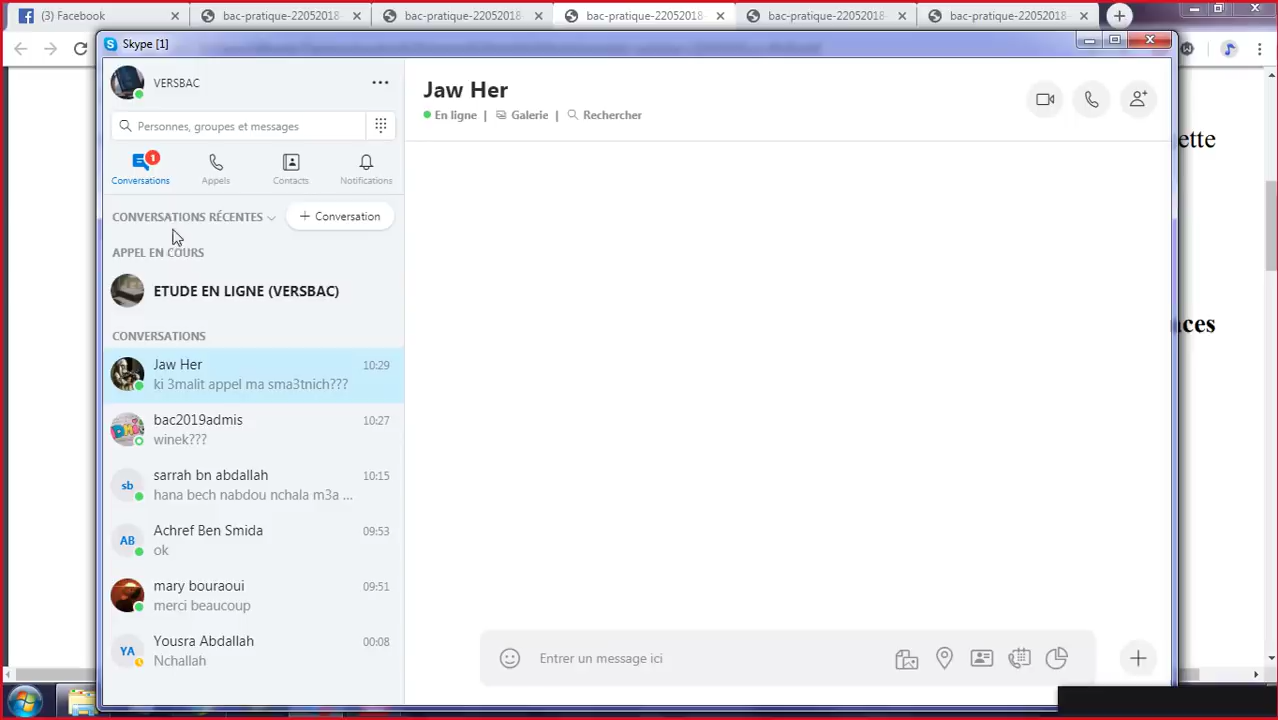 (3) Facebook
bac-pratique-22052018-
bac-pratique-22052018-
bac-pratique-22052018-
bac-pratique-22052018-
bac-pratique-22052018-
Skype [1]
VERSBAC
Personnes, groupes et messages
1
Conversations
Appels
Contacts
Notifications
CONVERSATIONS RÉCENTES
+ Conversation
APPEL EN COURS
ETUDE EN LIGNE (VERSBAC)
CONVERSATIONS
Jaw Her
10:29
ki 3malit appel ma sma3tnich???
bac2019admis
10:27
winek???
sb
sarrah bn abdallah
10:15
hana bech nabdou nchala m3a ...
AB
Achref Ben Smida
09:53
ok
mary bouraoui
09:51
merci beaucoup
YA
Yousra Abdallah
00:08
Nchallah
Jaw Her
En ligne | Galerie | Rechercher
Entrer un message ici
ette
ces